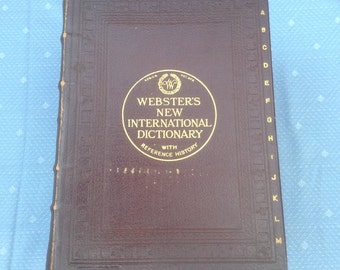 WEBSTER'S
NEW
INTERNATIONAL
DICTIONARY
WITH
REFERENCE HISTORY
A
B
C
D
E
F
G
H
I
J
K
L
M